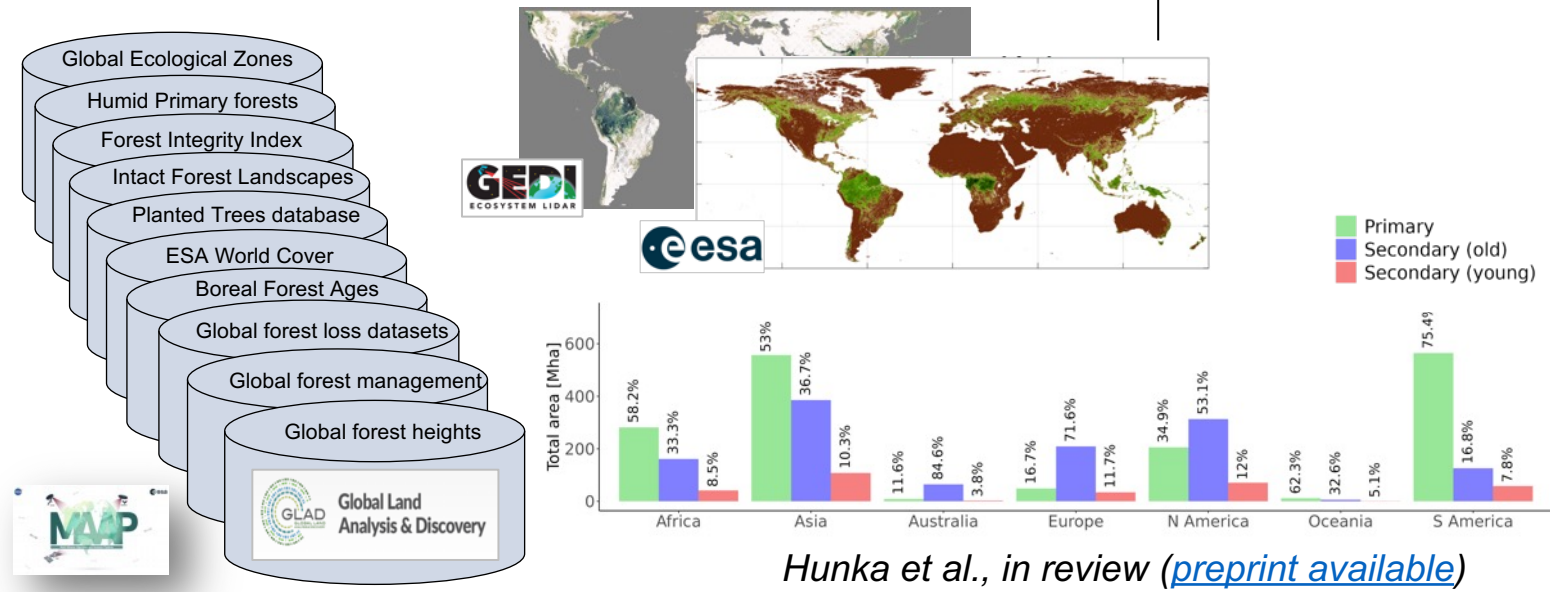 Global Ecological Zones
Humid Primary forests
Forest Integrity Index
Intact Forest Landscapes
Planted Trees database
ESA World Cover
Boreal Forest Ages
Global forest loss datasets
Global forest management
Global forest heights
GLAD
Global Land
Analysis & Discovery
MAAP
esa
GEDI
ECOSYSTEM LIDAR
esa
Primary
Secondary (old)
Secondary (young)
Total area [Mha]
600
400
200
0
58.2%
33.3%
8.5%
53%
36.7%
10.3%
11.6%
84.6%
3.8%
16.7%
71.6%
11.7%
34.9%
53.1%
12%
62.3%
32.6%
5.1%
75.4%
16.8%
7.8%
Africa
Asia
Australia
Europe
N America
Oceania
S America
Hunka et al., in review (preprint available)